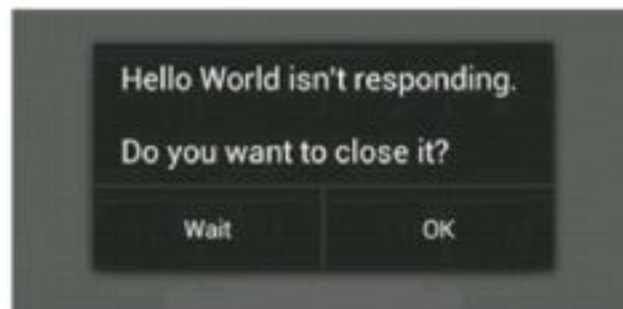 Hello World isn't responding.
Do you want to close it?
Wait
OK